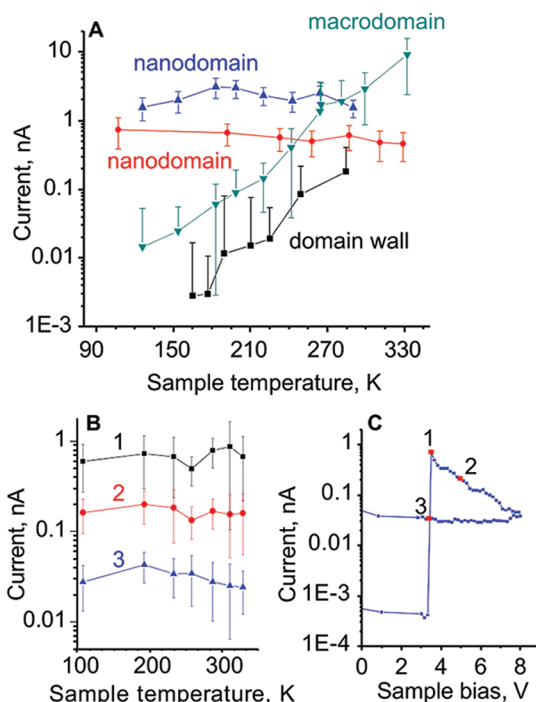 A
macrodomain
nanodomain
nanodomain
domain wall
10
1
0.1
0.01
1E-3
Current, nA
90 150 210 270 330
Sample temperature, K
B
1
2
3
1
0.1
0.01
Current, nA
100 200 300
Sample temperature, K
C
1
2
3
1
0.1
0.01
1E-3
1E-4
Current, nA
0 2 4 6 8
Sample bias, V